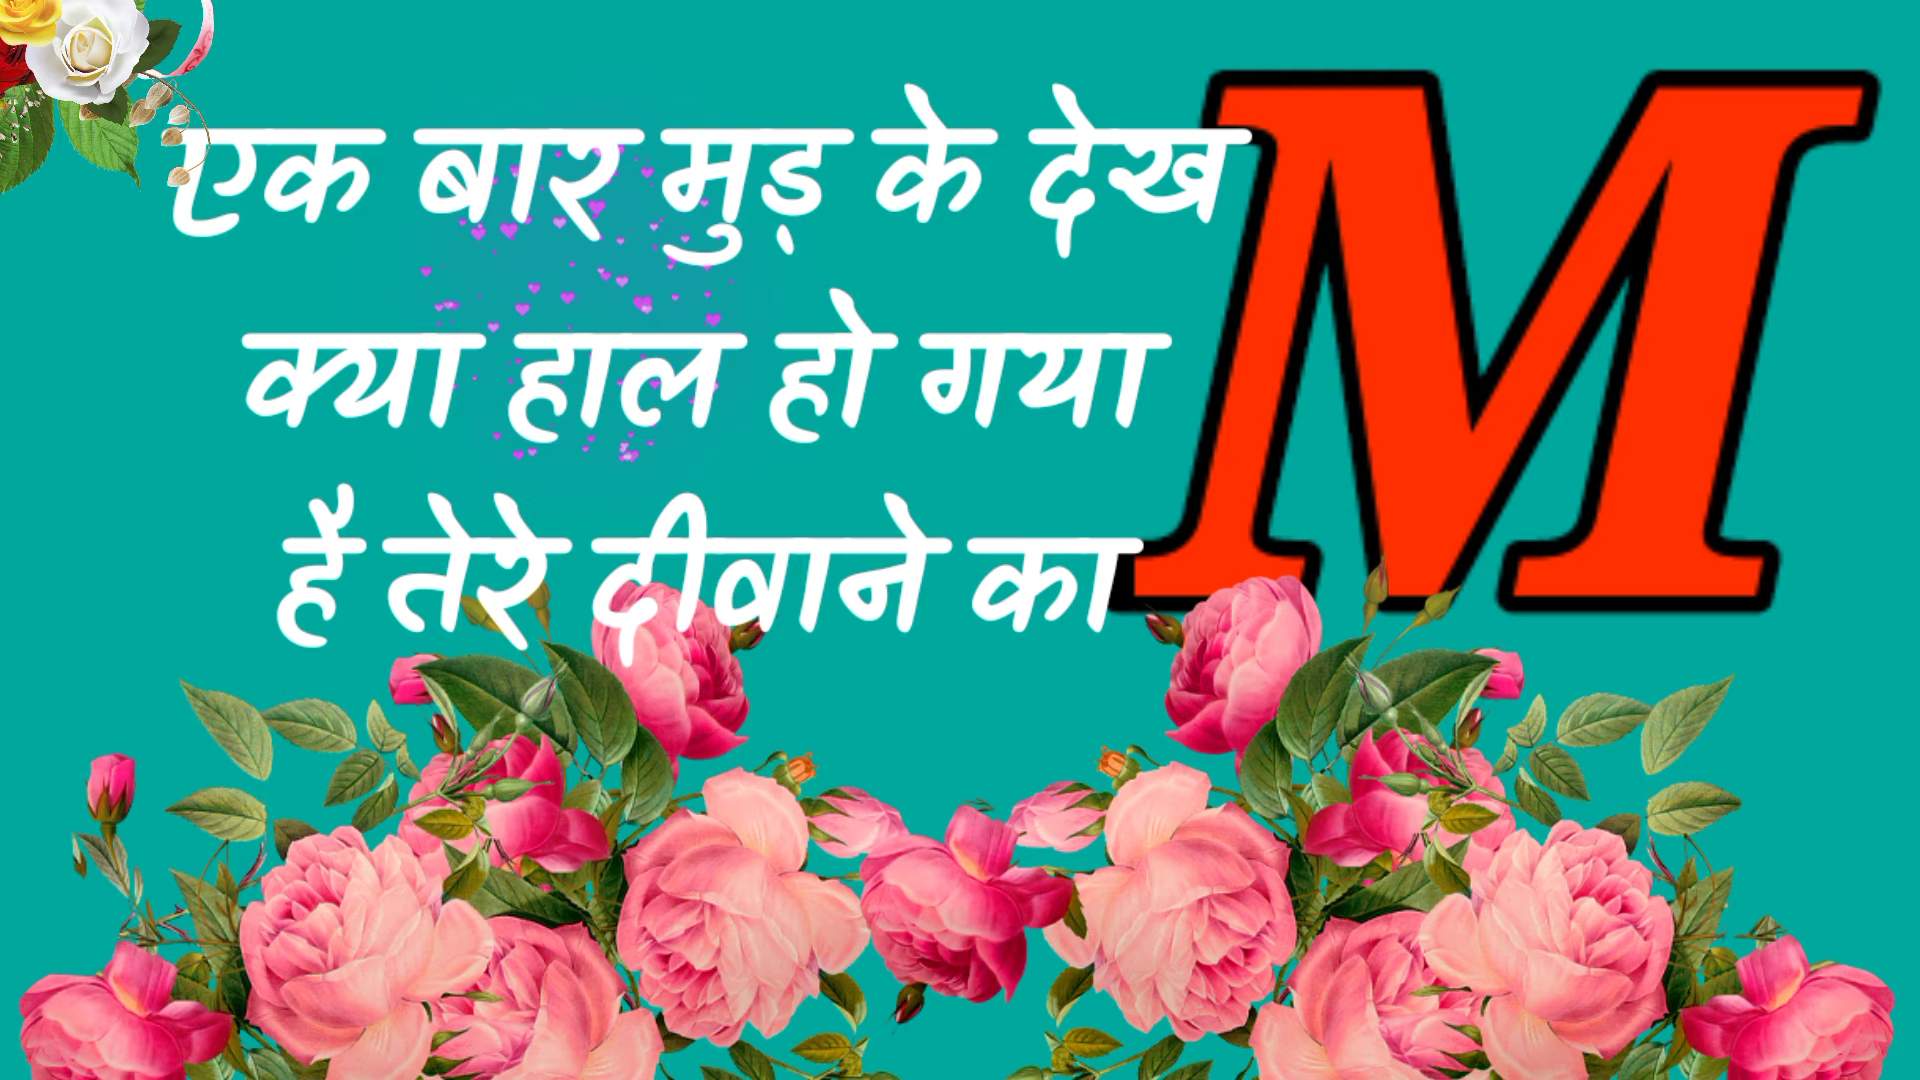 एक बार मुड़ के देख
क्या हाल हो गया
है तेरे दीवाने का
M